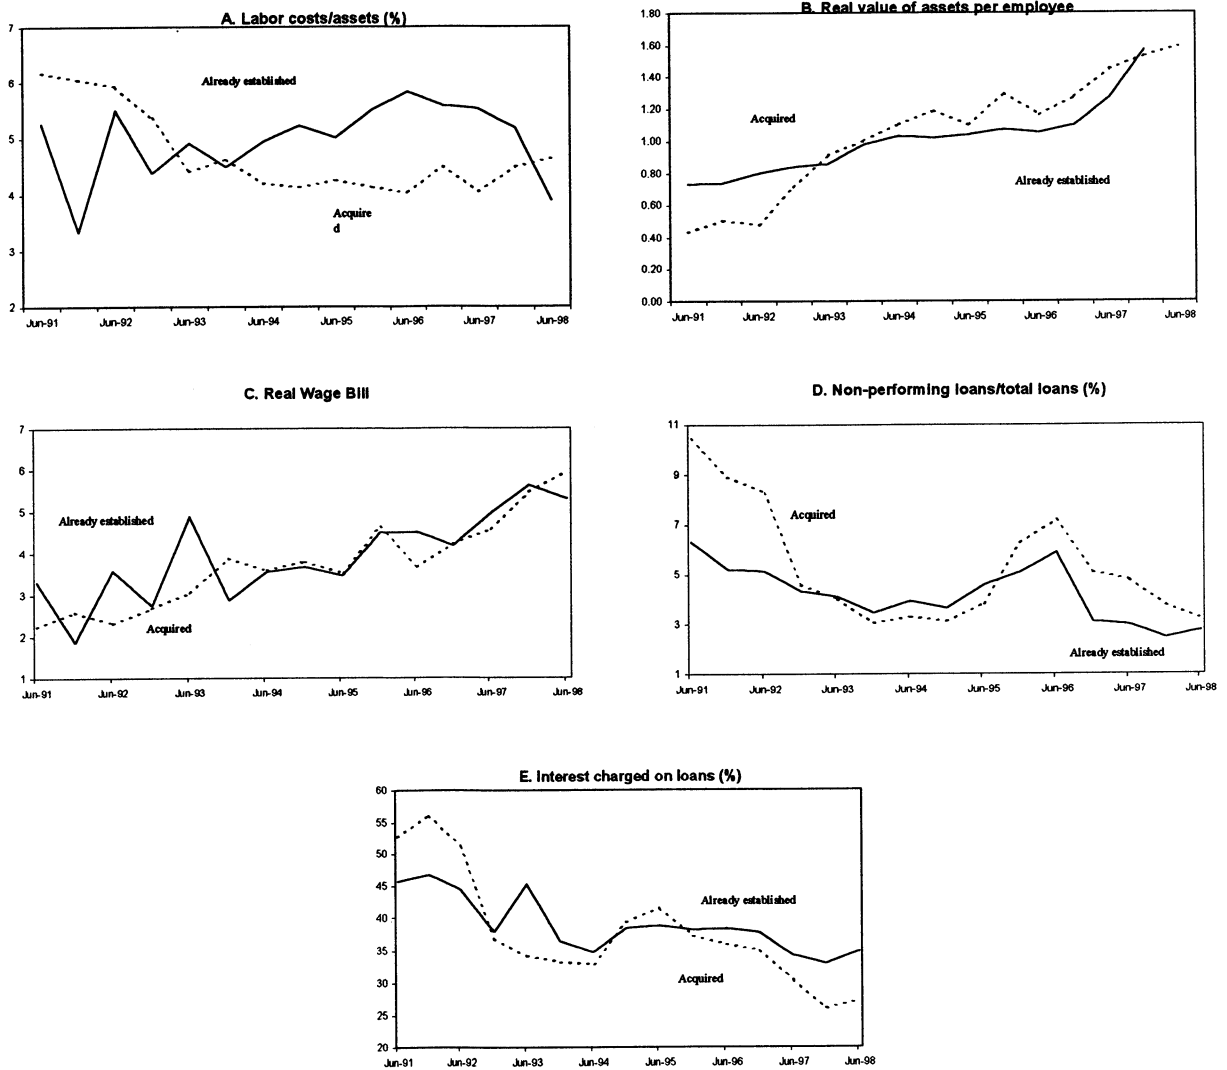 A. Labor costs/assets (%)
7
6
5
4
3
2
Already established
Acquire
d
Jun-91 Jun-92 Jun-93 Jun-94 Jun-95 Jun-96 Jun-97 Jun-98
B. Real value of assets per employee
1.80
1.60
1.40
1.20
1.00
0.80
0.60
0.40
0.20
0.00
Acquired
Already established
Jun-91 Jun-92 Jun-93 Jun-94 Jun-95 Jun-96 Jun-97 Jun-98
C. Real Wage Bill
7
6
5
4
3
2
1
Already established
Acquired
Jun-91 Jun-92 Jun-93 Jun-94 Jun-95 Jun-96 Jun-97 Jun-98
D. Non-performing loans/total loans (%)
11
9
7
5
3
1
Acquired
Already established
Jun-91 Jun-92 Jun-93 Jun-94 Jun-95 Jun-96 Jun-97 Jun-98
E. Interest charged on loans (%)
60
55
50
45
40
35
30
25
20
Already established
Acquired
Jun-91 Jun-92 Jun-93 Jun-94 Jun-95 Jun-96 Jun-97 Jun-98